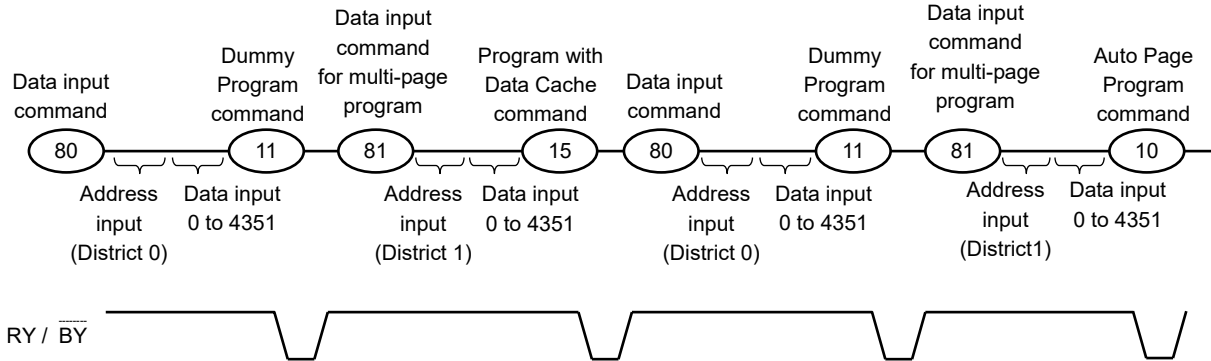 Data input
command
Dummy
Program
command
Data input
command
for multi-page
program
Program with
Data Cache
command
Data input
command
Dummy
Program
command
Data input
command
for multi-page
program
Auto Page
Program
command
80
11
81
15
80
11
81
10
Address
input
(District 0)
Data input
0 to 4351
Address
input
(District 1)
Data input
0 to 4351
Address
input
(District 0)
Data input
0 to 4351
Address
input
(District1)
Data input
0 to 4351
RY / BY